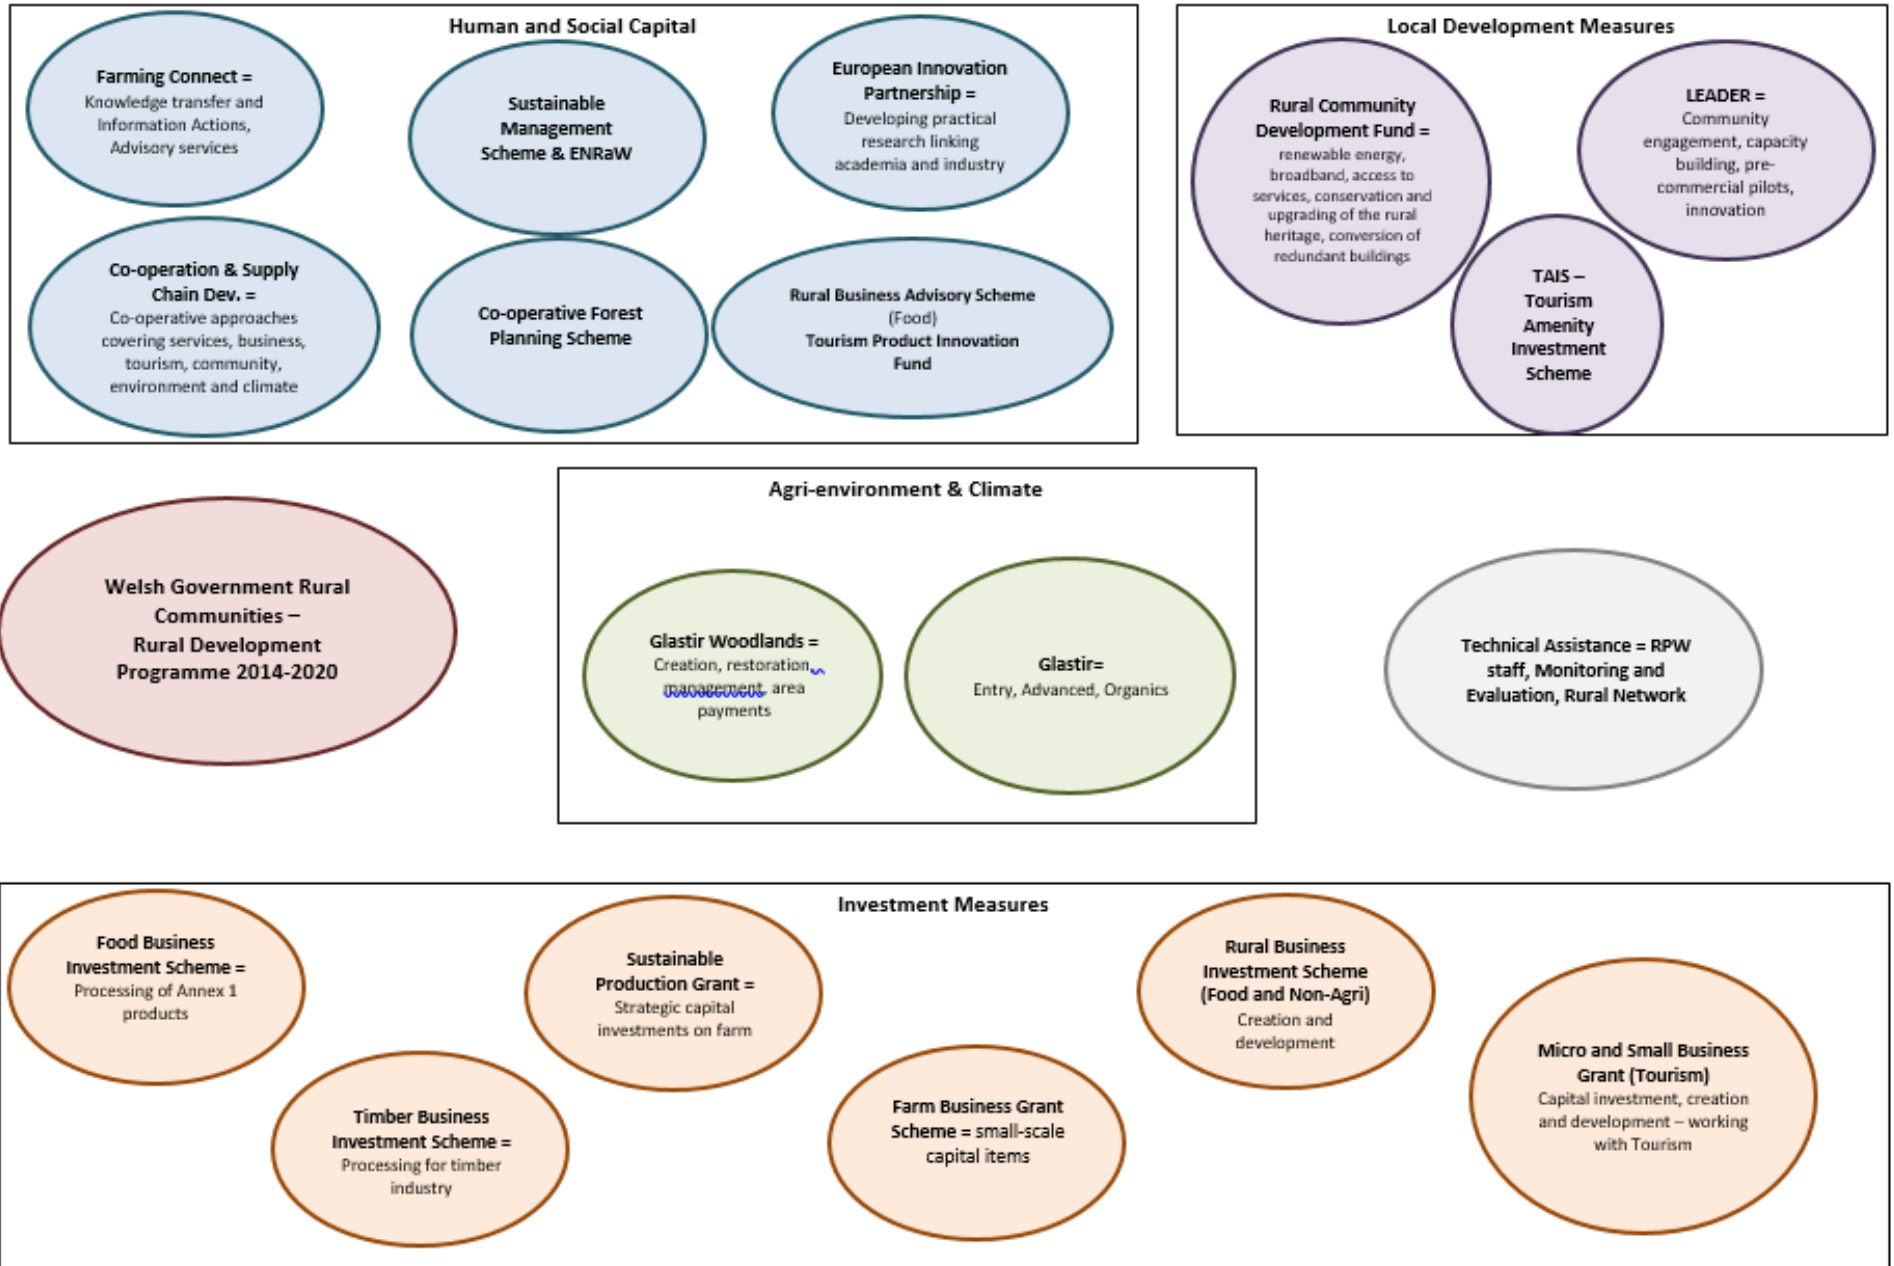 Human and Social Capital
Farming Connect =
Knowledge transfer and
Information Actions,
Advisory services
Sustainable
Management
Scheme & ENRaW
European Innovation
Partnership =
Developing practical
research linking
academia and industry
Co-operation & Supply
Chain Dev. =
Co-operative approaches
covering services, business,
tourism, community,
environment and climate
Co-operative Forest
Planning Scheme
Rural Business Advisory Scheme
(Food)
Tourism Product Innovation
Fund
Local Development Measures
Rural Community
Development Fund =
renewable energy,
broadband, access to
services, conservation and
upgrading of the rural
heritage, conversion of
redundant buildings
LEADER =
Community
engagement, capacity
building, pre-
commercial pilots,
innovation
TAIS –
Tourism
Amenity
Investment
Scheme
Welsh Government Rural
Communities –
Rural Development
Programme 2014-2020
Agri-environment & Climate
Glastir Woodlands =
Creation, restoration,
management, area
payments
Glastir=
Entry, Advanced, Organics
Technical Assistance = RPW
staff, Monitoring and
Evaluation, Rural Network
Investment Measures
Food Business
Investment Scheme =
Processing of Annex 1
products
Timber Business
Investment Scheme =
Processing for timber
industry
Sustainable
Production Grant =
Strategic capital
investments on farm
Farm Business Grant
Scheme = small-scale
capital items
Rural Business
Investment Scheme
(Food and Non-Agri)
Creation and
development
Micro and Small Business
Grant (Tourism)
Capital investment, creation
and development – working
with Tourism